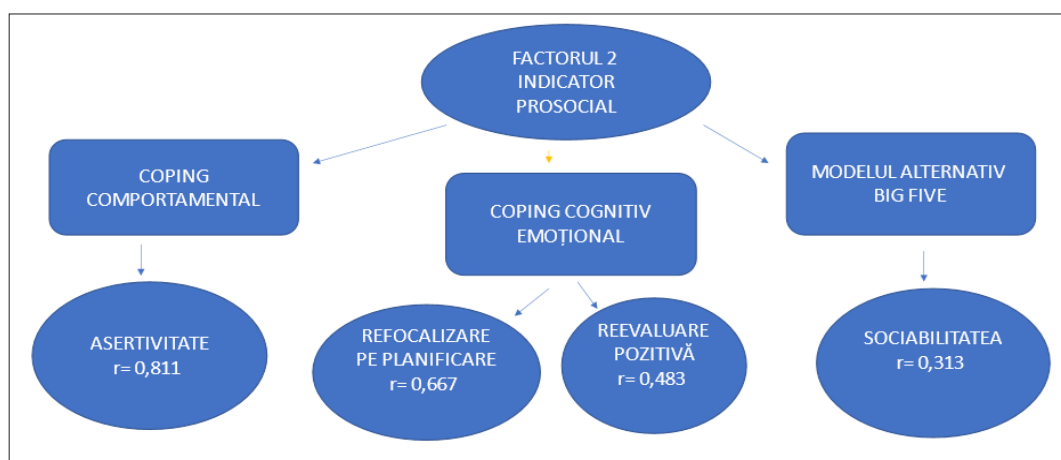 FACTORUL 2
INDICATOR
PROSOCIAL
COPING
COMPORTAMENTAL
COPING COGNITIV
EMOȚIONAL
MODELUL ALTERNATIV
BIG FIVE
ASERTIVITATE
r= 0,811
REFOCALIZARE
PE PLANIFICARE
r= 0,667
REEVALUARE
POZITIVĂ
r= 0,483
SOCIABILITATEA
r= 0,313